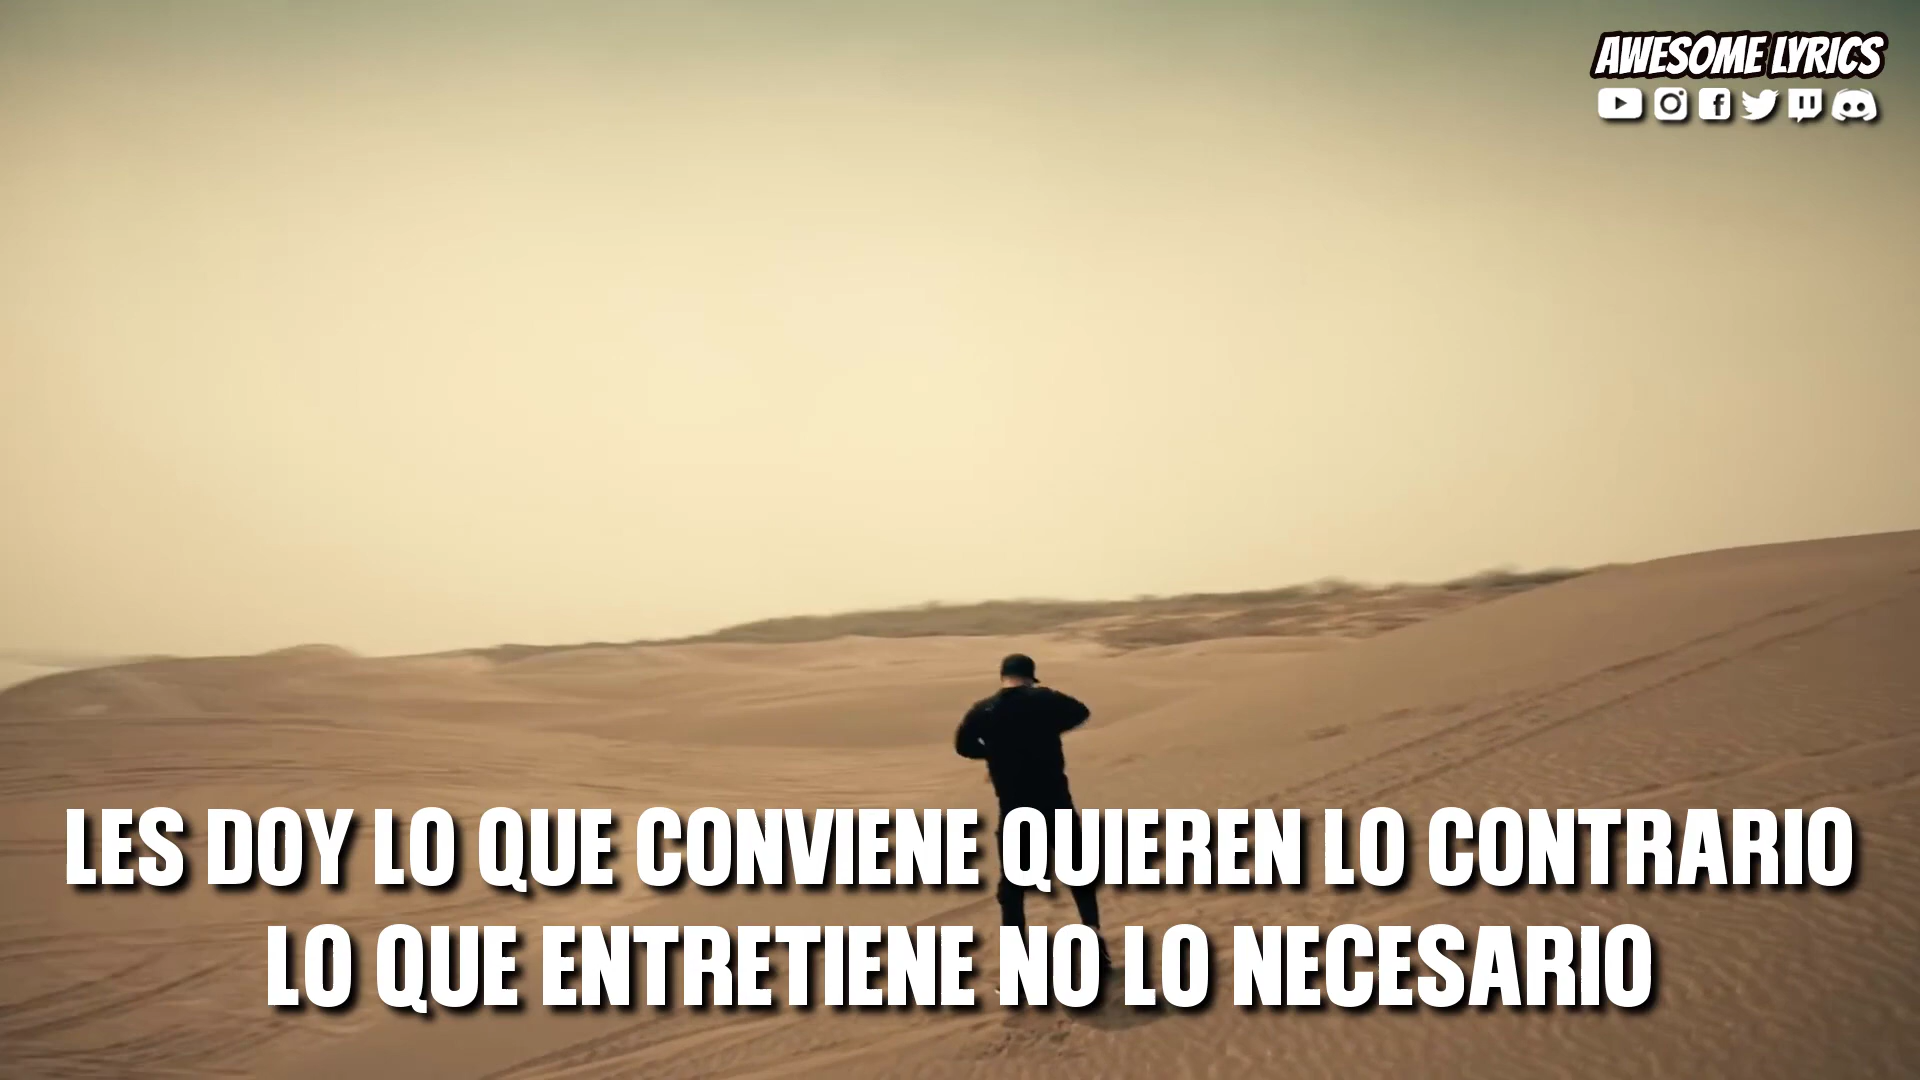 AWESOME LYRICS
LES DOY LO QUE CONVIENE QUIEREN LO CONTRARIO
LO QUE ENTRETIENE NO LO NECESARIO